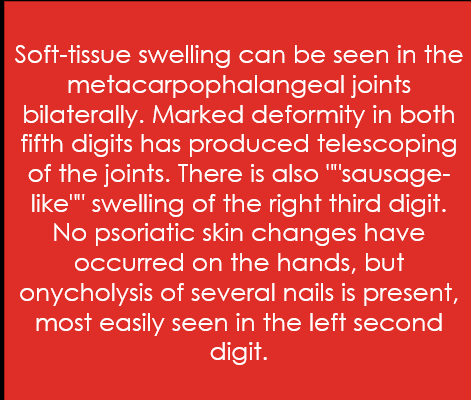 Soft-tissue swelling can be seen in the
metacarpophalangeal joints
bilaterally. Marked deformity in both
fifth digits has produced telescoping
of the joints. There is also ""sausage-
like"" swelling of the right third digit.
No psoriatic skin changes have
occurred on the hands, but
onycholysis of several nails is present,
most easily seen in the left second
digit.